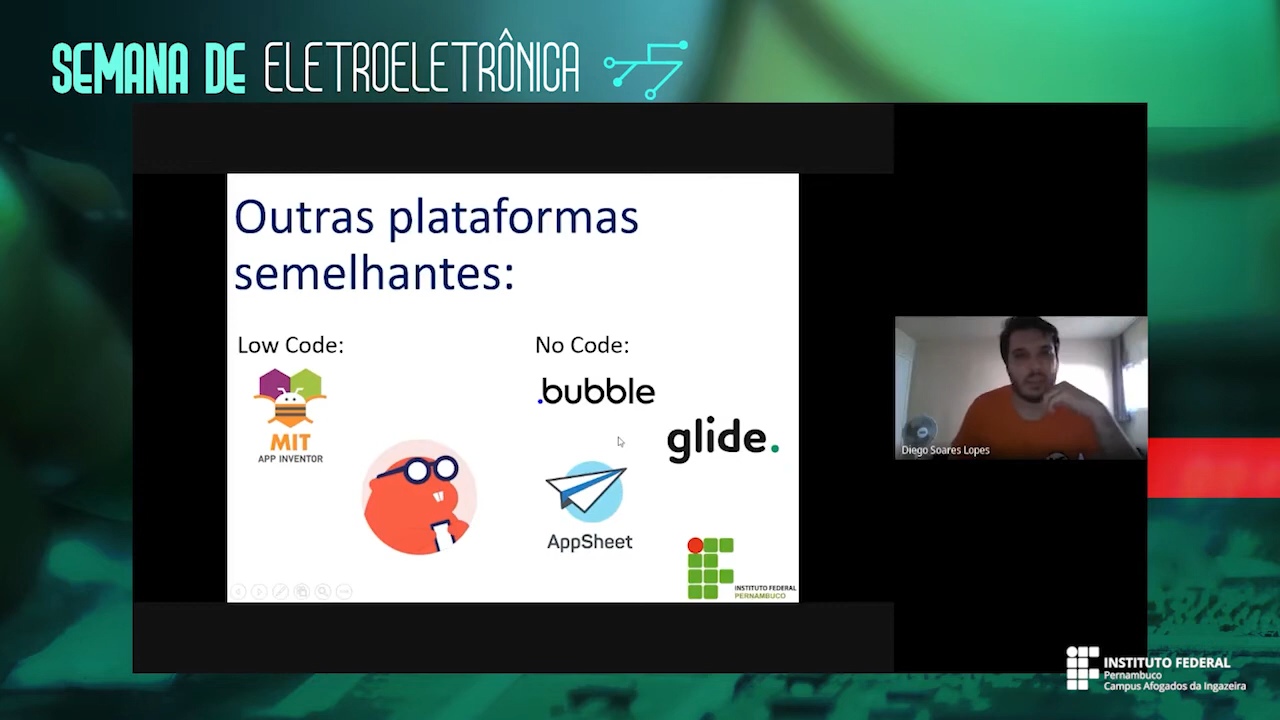 SEMANA DE ELETROELETRÔNICA
Outras plataformas
semelhantes:
Low Code:
No Code:
MIT
APP INVENTOR
.bubble
glide.
AppSheet
INSTITUTO FEDERAL
PERNAMBUCO
Diego Soares Lopes
INSTITUTO FEDERAL
Pernambuco
Campus Afogados da Ingazeira